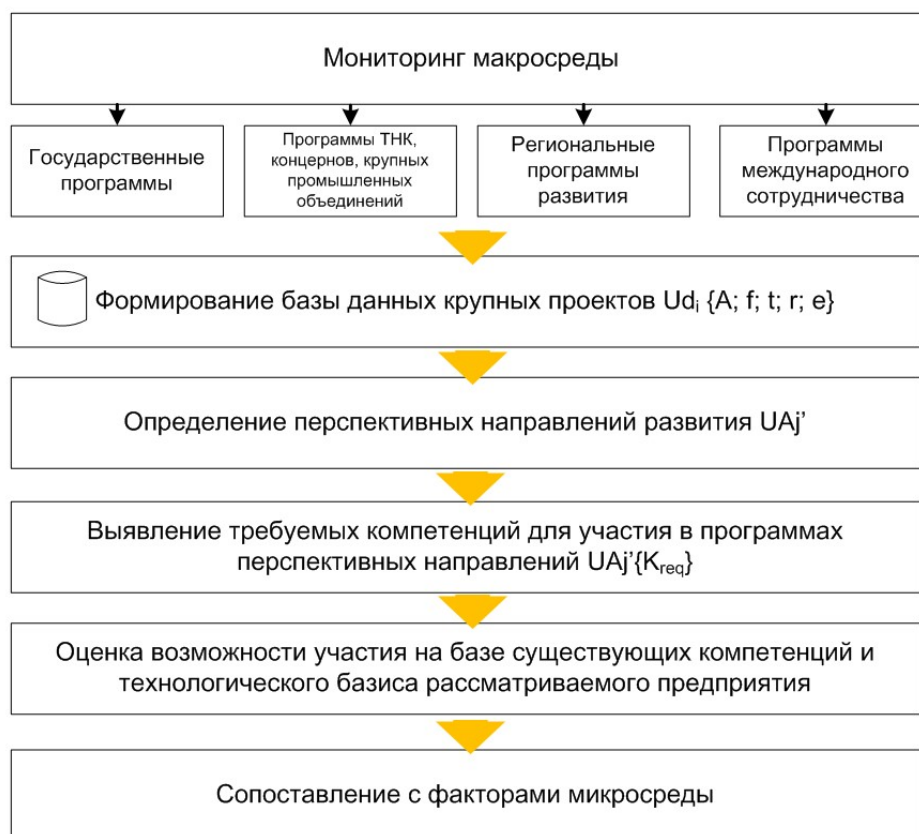 Мониторинг макросреды
Государственные
программы
Программы ТНК,
концернов, крупных
промышленных
объединений
Региональные
программы
развития
Программы
международного
сотрудничества
Формирование базы данных крупных проектов Udᵢ {A; f; t; r; e}
Определение перспективных направлений развития UAj’
Выявление требуемых компетенций для участия в программах
перспективных направлений UAj’{K_req}
Оценка возможности участия на базе существующих компетенций и
технологического базиса рассматриваемого предприятия
Сопоставление с факторами микросреды